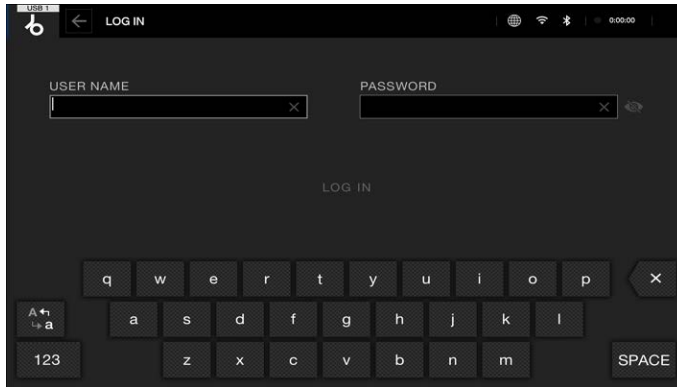 USB 1
LOG IN
0:00:00
USER NAME
PASSWORD
LOG IN
q w e r t y u i o p
A a
a s d f g h j k l
123
z x c v b n m
SPACE